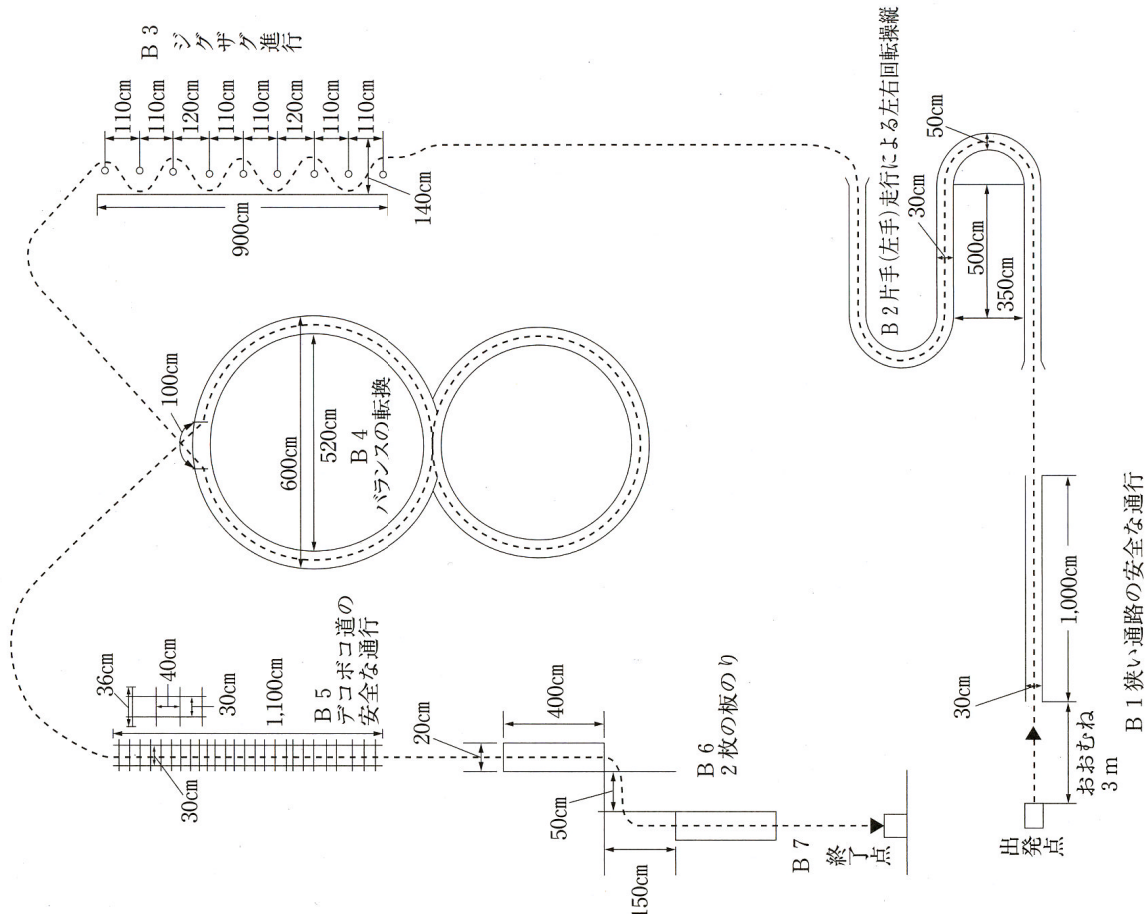 出発点
おおむね
3 m
30cm
1,000cm
B 1 狭い通路の安全な通行
350cm
500cm
30cm
50cm
B 2 片手(左手)走行による左右回転操縦
B 3
ジグザグ進行
110cm
110cm
120cm
110cm
110cm
120cm
110cm
110cm
140cm
900cm
100cm
600cm
520cm
B 4
バランスの転換
36cm
40cm
30cm
1,100cm
B 5
デコボコ道の
安全な通行
30cm
20cm
400cm
B 6
2 枚の板のり
50cm
150cm
B 7
終了点